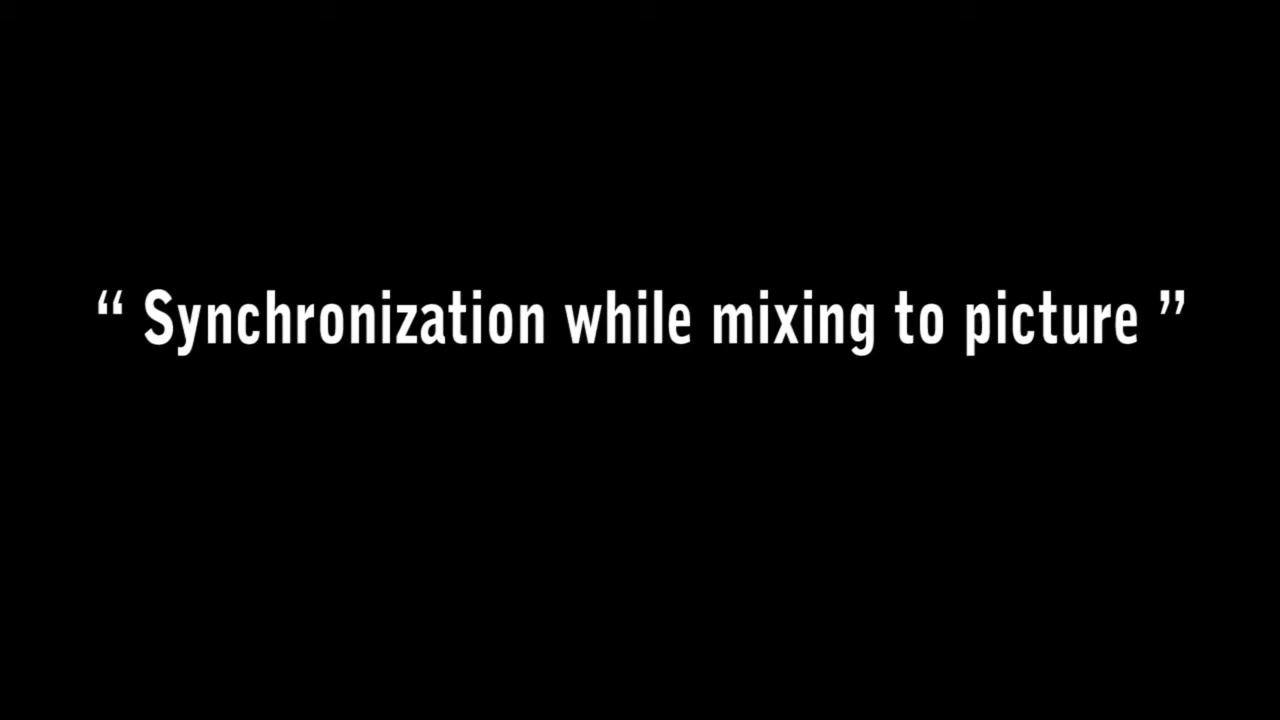 “ Synchronization while mixing to picture ”